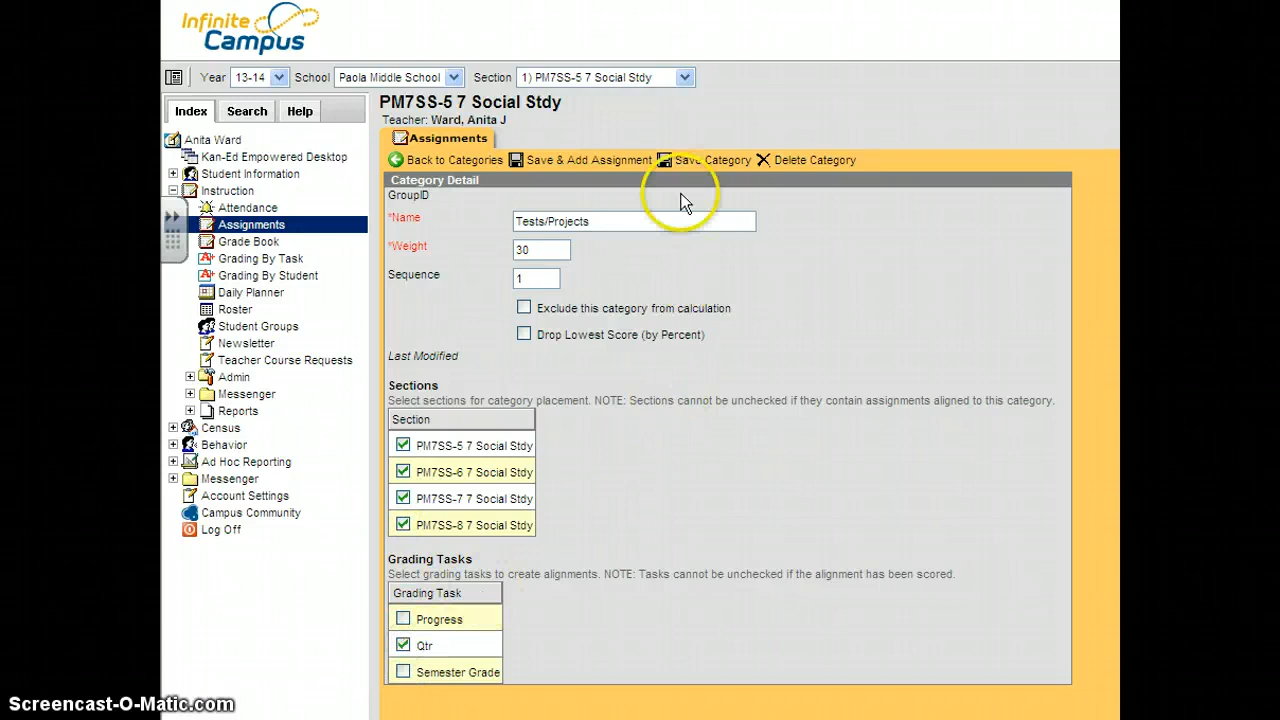 Infinite Campus
Year 13-14 School Paola Middle School Section 1) PM7SS-5 7 Social Stdy
Index Search Help
Anita Ward
Kan-Ed Empowered Desktop
Student Information
Instruction
Attendance
Assignments
Grade Book
Grading By Task
Grading By Student
Daily Planner
Roster
Student Groups
Newsletter
Teacher Course Requests
Admin
Messenger
Reports
Census
Behavior
Ad Hoc Reporting
Messenger
Account Settings
Campus Community
Log Off
PM7SS-5 7 Social Stdy
Teacher: Ward, Anita J
Assignments
Back to Categories Save & Add Assignment Save Category Delete Category
Category Detail
GroupID
*Name Tests/Projects
*Weight 30
Sequence 1
Exclude this category from calculation
Drop Lowest Score (by Percent)
Last Modified
Sections
Select sections for category placement. NOTE: Sections cannot be unchecked if they contain assignments aligned to this category.
Section
PM7SS-5 7 Social Stdy
PM7SS-6 7 Social Stdy
PM7SS-7 7 Social Stdy
PM7SS-8 7 Social Stdy
Grading Tasks
Select grading tasks to create alignments. NOTE: Tasks cannot be unchecked if the alignment has been scored.
Grading Task
Progress
Qtr
Semester Grade
Screencast-O-Matic.com